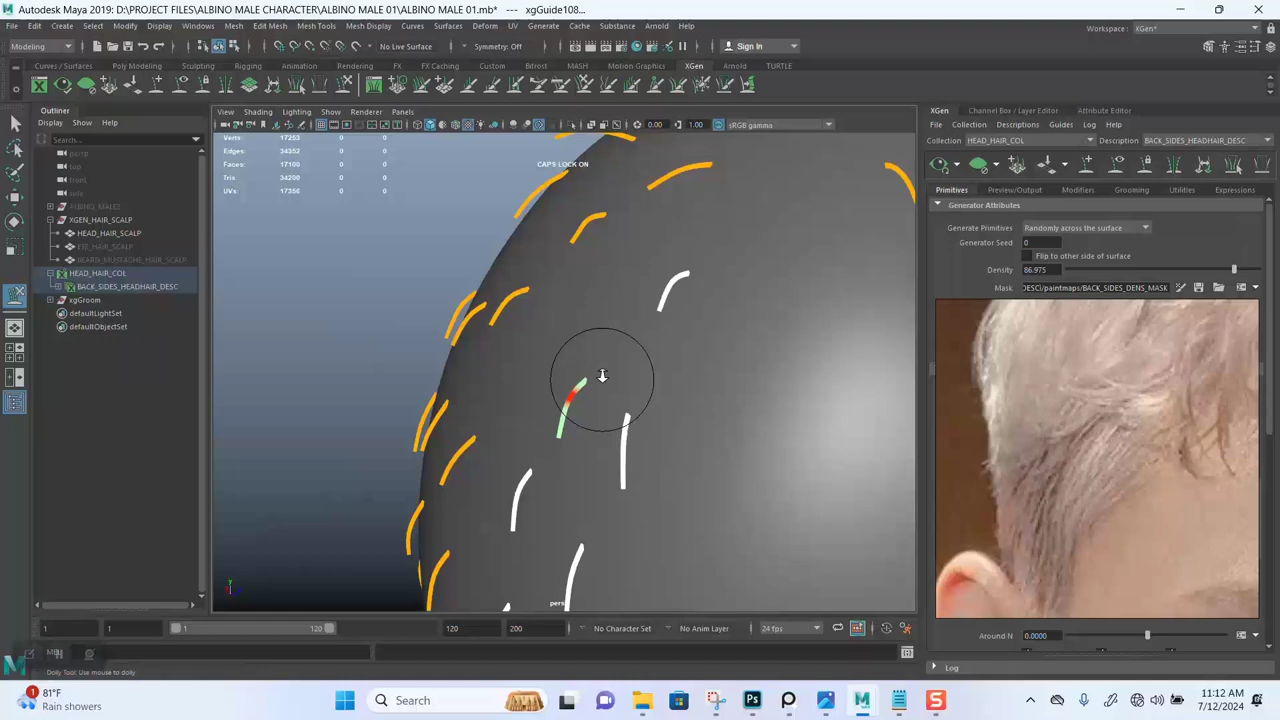 Autodesk Maya 2019: D:\PROJECT FILES\ALBINO MALE CHARACTER\ALBINO MALE 01\ALBINO MALE 01.mb* --- xgGuide108...
File Edit Create Select Modify Display Windows Mesh Edit Mesh Mesh Tools Mesh Display Curves Surfaces Deform UV Generate Cache Substance Arnold Help
Workspace : XGen*
Modeling No Live Surface Symmetry: Off Sign In
Curves / Surfaces Poly Modeling Sculpting Rigging Animation Rendering FX FX Caching Custom Bifrost MASH Motion Graphics XGen Arnold TURTLE
Outliner
Display Show Help
Search...
persp
top
front
side
XGEN_HAIR_SCALP
HEAD_HAIR_SCALP
HEAD_HAIR_COL
BACK_SIDES_HEADHAIR_DESC
xgGroom
defaultLightSet
defaultObjectSet
View Shading Lighting Show Renderer Panels
0.00 1.00 sRGB gamma
Verts: 17253 0 0
Edges: 34352 0 0
Faces: 17100 0 0
Tris: 34200 0 0
UVs: 17356 0 0
CAPS LOCK ON
persp
XGen Channel Box / Layer Editor Attribute Editor
File Collection Descriptions Guides Log Help
Collection HEAD_HAIR_COL Description BACK_SIDES_HEADHAIR_DESC
Primitives Preview/Output Modifiers Grooming Utilities Expressions
Generator Attributes
Generate Primitives Randomly across the surface
Generator Seed 0
Flip to other side of surface
Density 86.975
Mask DESC}/paintmaps/BACK_SIDES_DENS_MASK
Around N 0.0000
Log
1 1 1 120 120 200 No Character Set No Anim Layer 24 fps
Dolly Tool: Use mouse to dolly.
1
81°F
Rain showers
Search
11:12 AM
7/12/2024